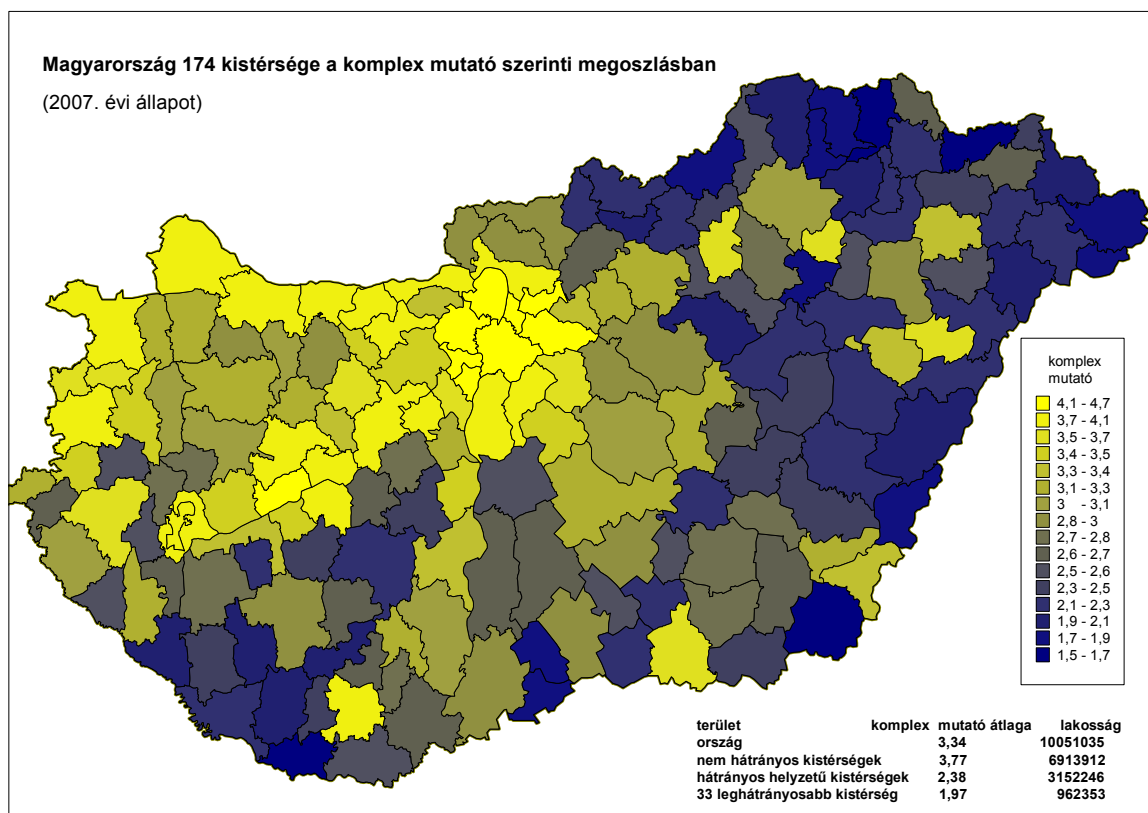 Magyarország 174 kistérsége a komplex mutató szerinti megoszlásban
(2007. évi állapot)
komplex
mutató
4,1 - 4,7
3,7 - 4,1
3,5 - 3,7
3,4 - 3,5
3,3 - 3,4
3,1 - 3,3
3 - 3,1
2,8 - 3
2,7 - 2,8
2,6 - 2,7
2,5 - 2,6
2,3 - 2,5
2,1 - 2,3
1,9 - 2,1
1,7 - 1,9
1,5 - 1,7
terület komplex mutató átlaga lakosság
ország 3,34 10051035
nem hátrányos kistérségek 3,77 6913912
hátrányos helyzetű kistérségek 2,38 3152246
33 leghátrányosabb kistérség 1,97 962353